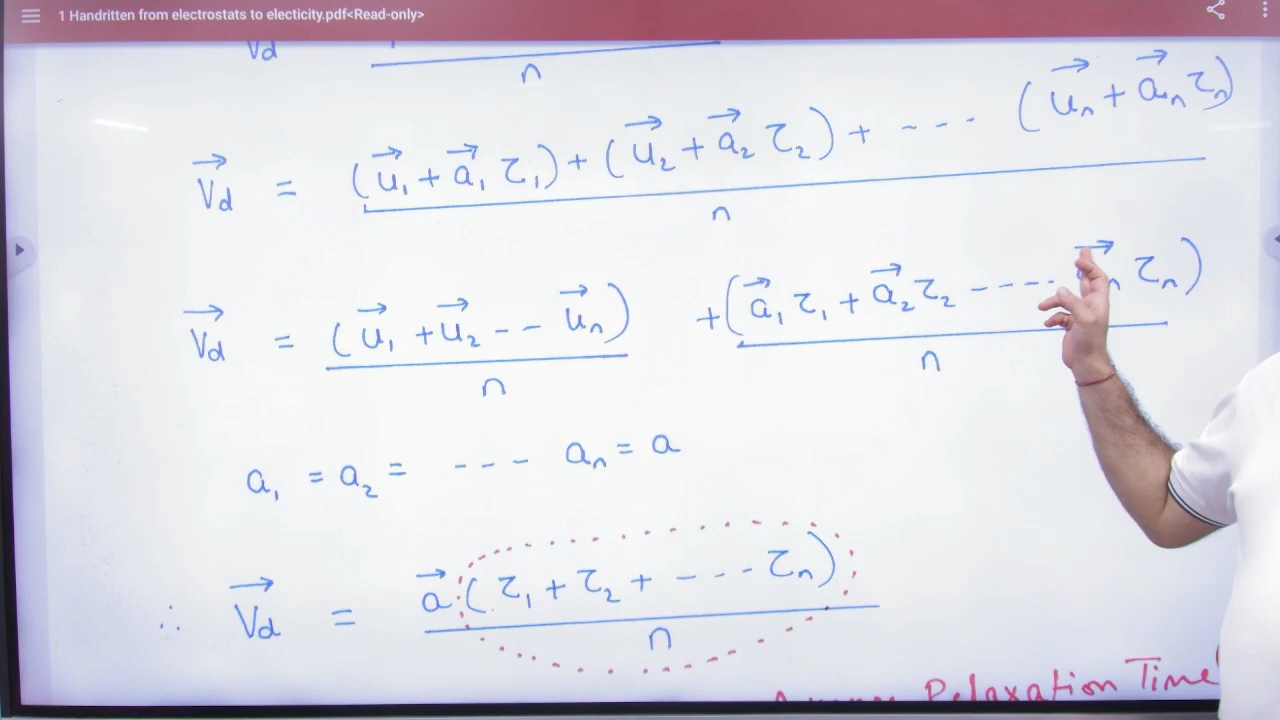 1 Handritten from electrostats to electicity.pdf<Read-only>
Vd n
V⃗d = (u⃗₁ + a⃗₁ τ₁) + (u⃗₂ + a⃗₂ τ₂) + --- (u⃗n + a⃗n τn)
n
V⃗d = (u⃗₁ + u⃗₂ -- u⃗n) + (a⃗₁ τ₁ + a⃗₂ τ₂ ---- n τn)
n n
a₁ = a₂ = --- an = a
∴ V⃗d = a⃗ (τ₁ + τ₂ + --- τn)
n
Relaxation Time